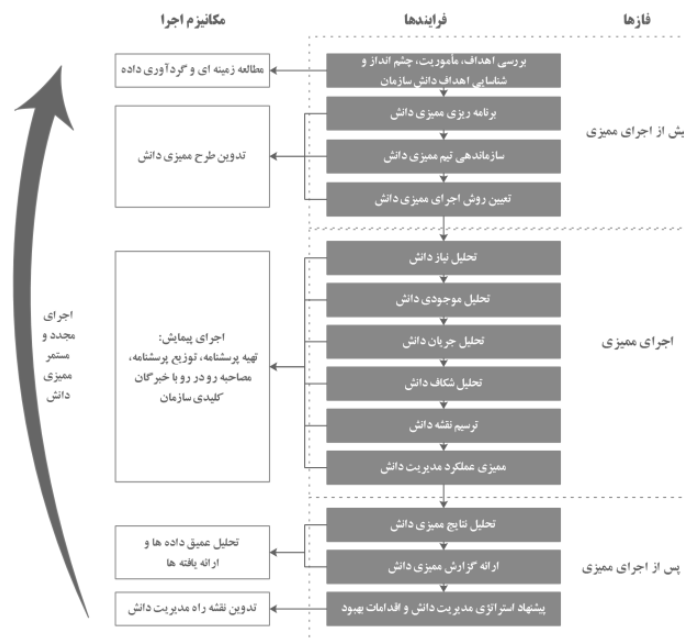 فازها
فرایندها
مکانیزم اجرا
یش از اجرای ممیزی
بررسی اهداف، مأموریت، چشم انداز و
شناسایی اهداف دانش سازمان
برنامه ریزی ممیزی دانش
سازماندهی تیم ممیزی دانش
تعیین روش اجرای ممیزی دانش
مطالعه زمینه ای و گردآوری داده
تدوین طرح ممیزی دانش
اجرای ممیزی
تحلیل نیاز دانش
تحلیل موجودی دانش
تحلیل جریان دانش
تحلیل شکاف دانش
ترسیم نقشه دانش
ممیزی عملکرد مدیریت دانش
اجرای پیمایش:
تهیه پرسشنامه، توزیع پرسشنامه،
مصاحبه رو در رو با خبرگان
کلیدی سازمان
پس از اجرای ممیزی
تحلیل نتایج ممیزی دانش
ارائه گزارش ممیزی دانش
پیشنهاد استراتژی مدیریت دانش و اقدامات بهبود
تحلیل عمیق داده ها و
ارائه یافته ها
تدوین نقشه راه مدیریت دانش
اجرای
مجدد و
مستمر
ممیزی
دانش